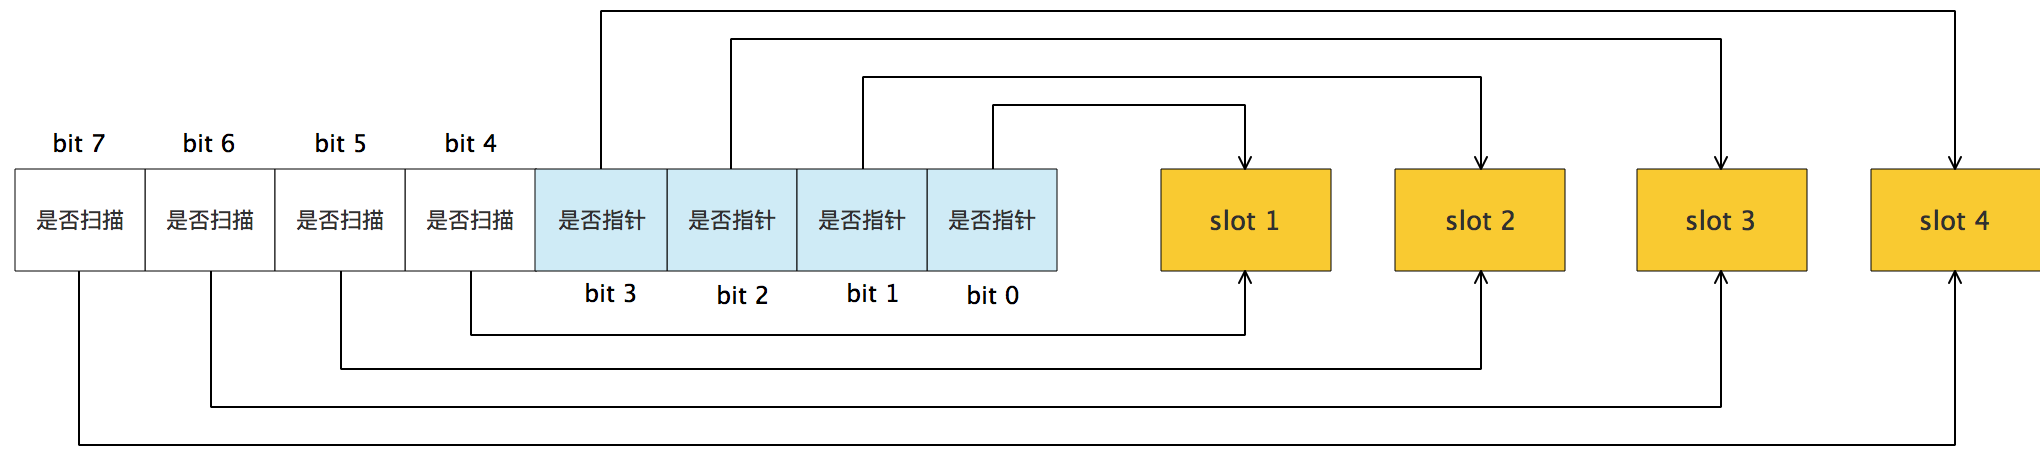 bit 7 bit 6 bit 5 bit 4
是否扫描 是否扫描 是否扫描 是否扫描 是否指针 是否指针 是否指针 是否指针 slot 1 slot 2 slot 3 slot 4
bit 3 bit 2 bit 1 bit 0